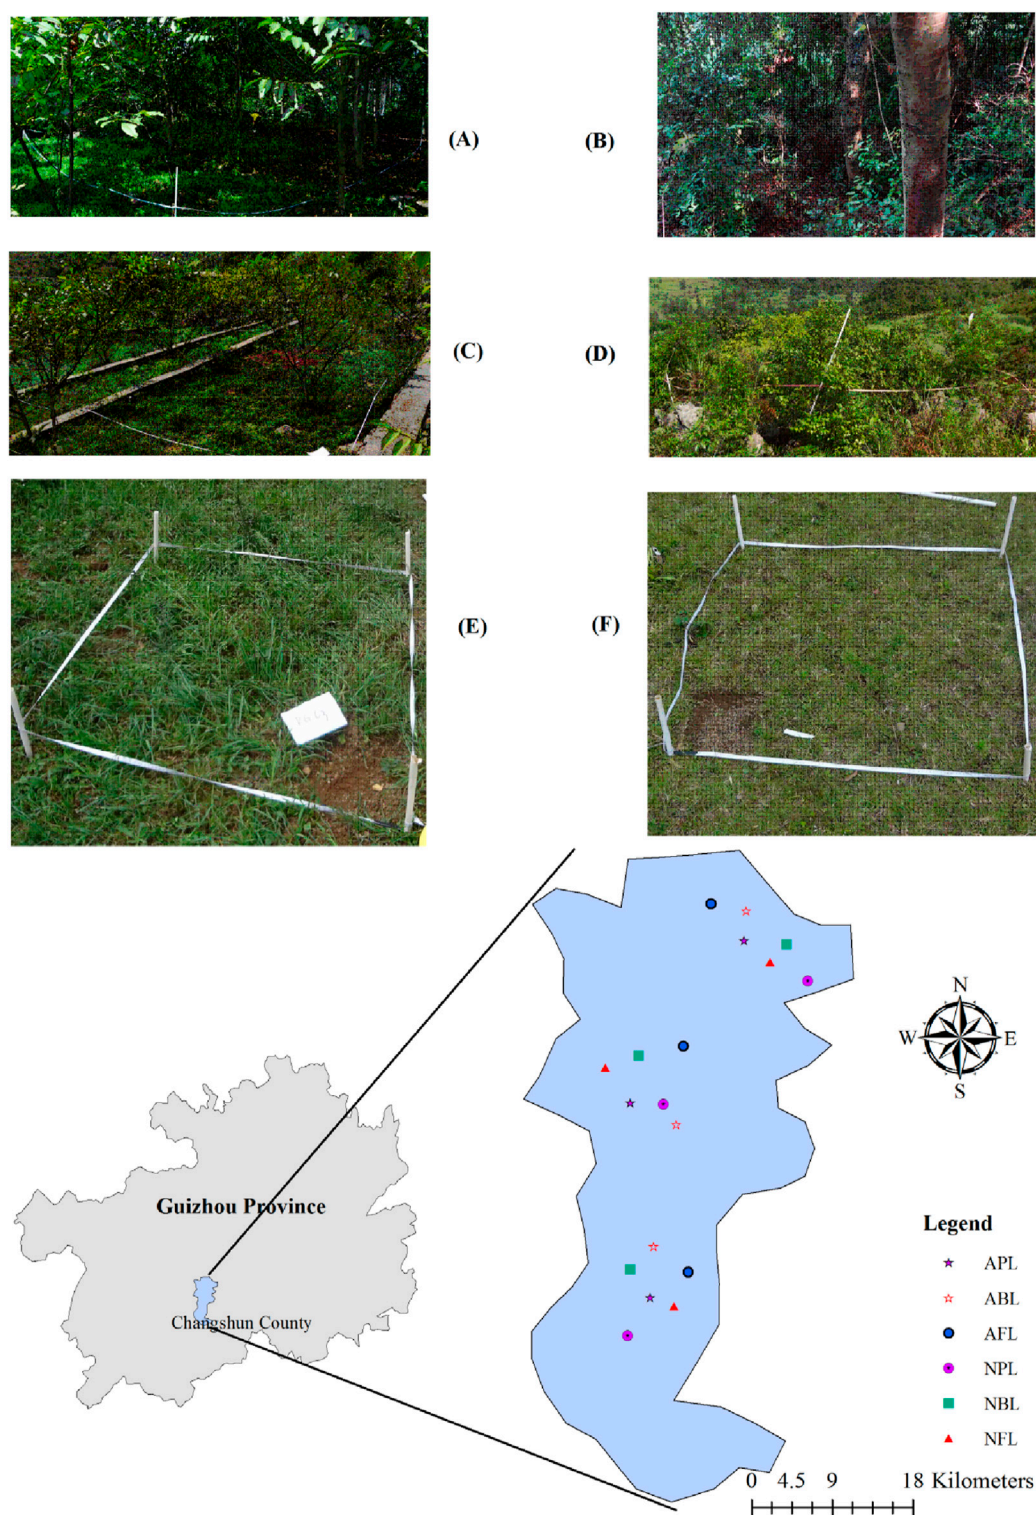 (A) (B)
(C) (D)
(E) (F)
N
W E
S
Guizhou Province
Changshun County
Legend
APL
ABL
AFL
NPL
NBL
NFL
0 4.5 9 18 Kilometers